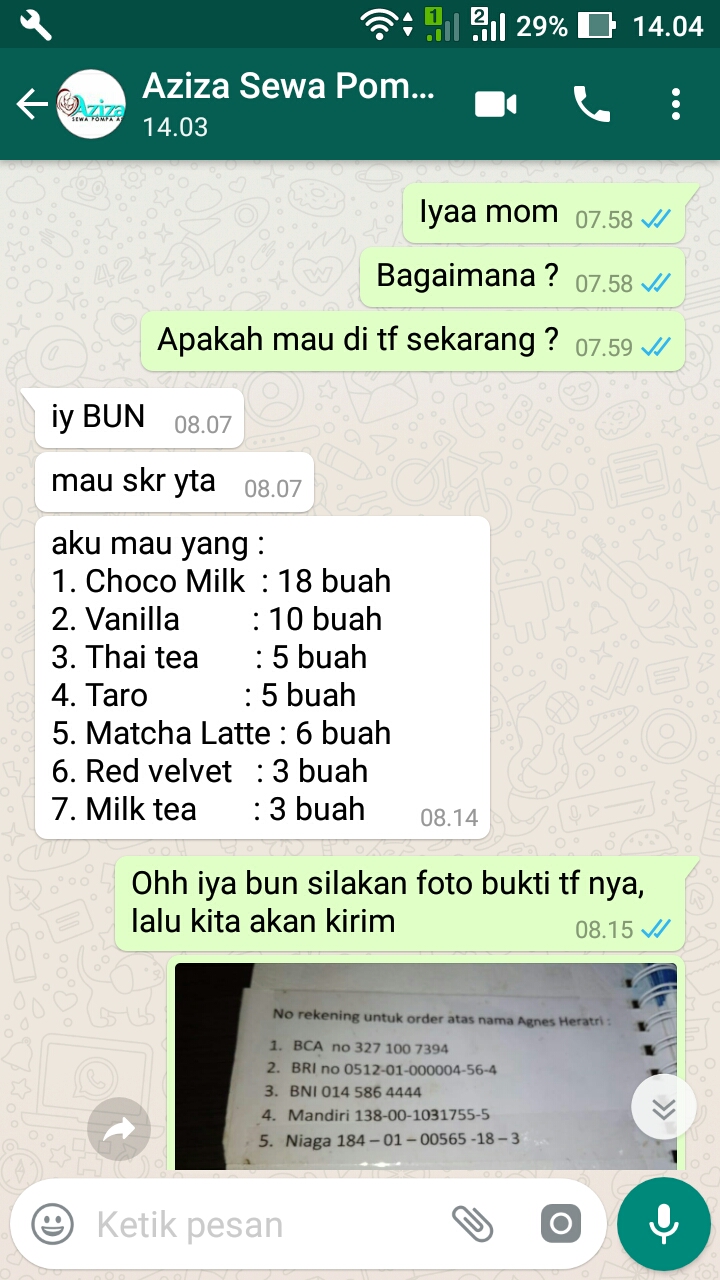 1 2 29% 14.04
Aziza Sewa Pom...
14.03
Aziza
SEWA POMPA A
Iyaa mom 07.58
Bagaimana ? 07.58
Apakah mau di tf sekarang ? 07.59
iy BUN 08.07
mau skr yta 08.07
aku mau yang :
1. Choco Milk : 18 buah
2. Vanilla : 10 buah
3. Thai tea : 5 buah
4. Taro : 5 buah
5. Matcha Latte : 6 buah
6. Red velvet : 3 buah
7. Milk tea : 3 buah 08.14
Ohh iya bun silakan foto bukti tf nya,
lalu kita akan kirim 08.15
No rekening untuk order atas nama Agnes Heratri :
1. BCA no 327 100 7394
2. BRI no 0512-01-000004-56-4
3. BNI 014 586 4444
4. Mandiri 138-00-1031755-5
5. Niaga 184 – 01 – 00565 -18 – 3
Ketik pesan